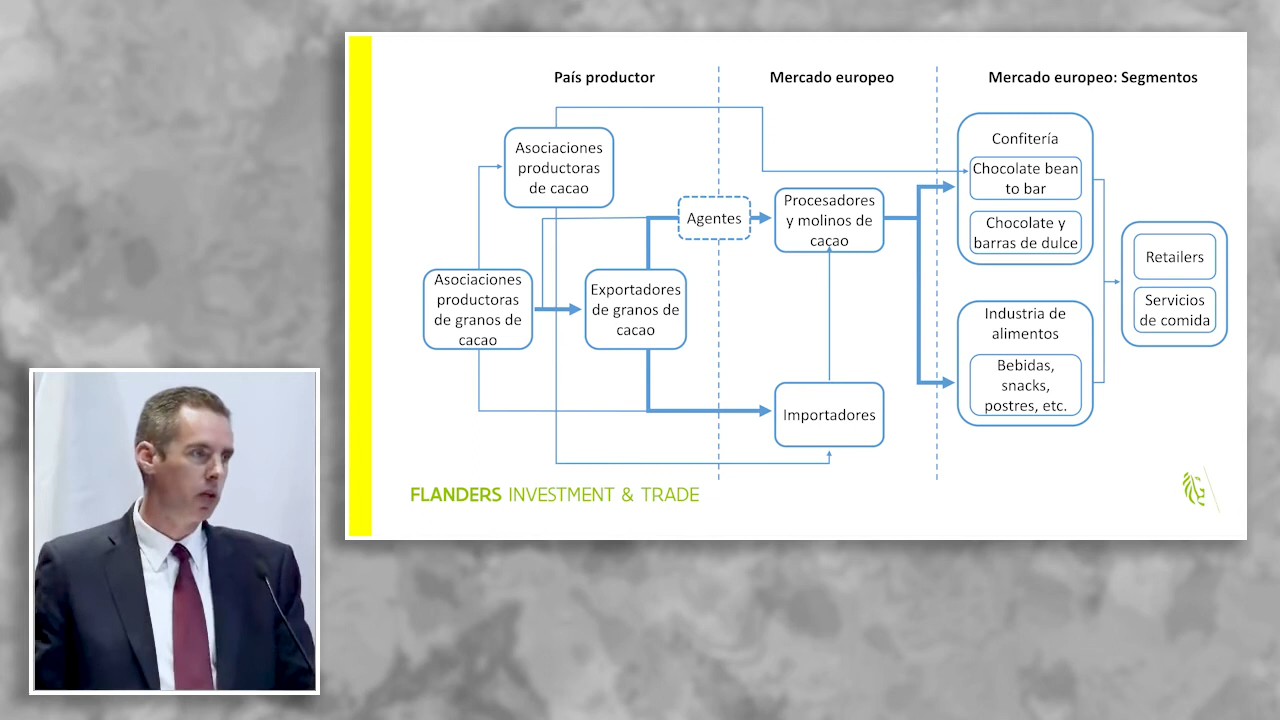 País productor
Mercado europeo
Mercado europeo: Segmentos
Asociaciones
productoras
de cacao
Asociaciones
productoras
de granos de
cacao
Exportadores
de granos de
cacao
Agentes
Procesadores
y molinos de
cacao
Importadores
Confitería
Chocolate bean
to bar
Chocolate y
barras de dulce
Industria de
alimentos
Bebidas,
snacks,
postres, etc.
Retailers
Servicios
de comida
FLANDERS INVESTMENT & TRADE